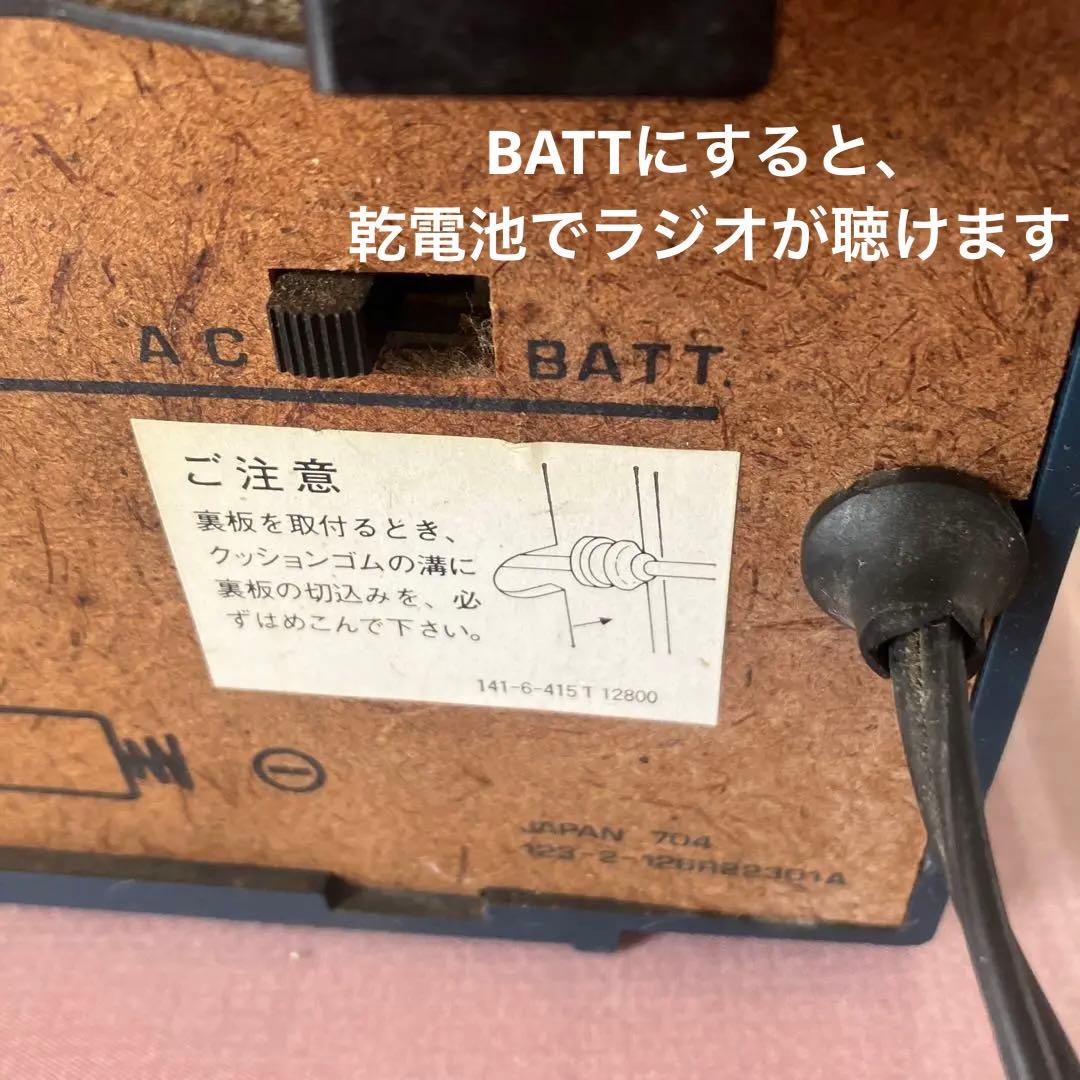 BATTにすると、
乾電池でラジオが聴けます
AC
BATT.
ご注意
裏板を取付るとき、
クッションゴムの溝に
裏板の切込みを、必
ずはめこんで下さい。
141-6-415T 12800
⊖
JAPAN 704
123-2-126R22301A